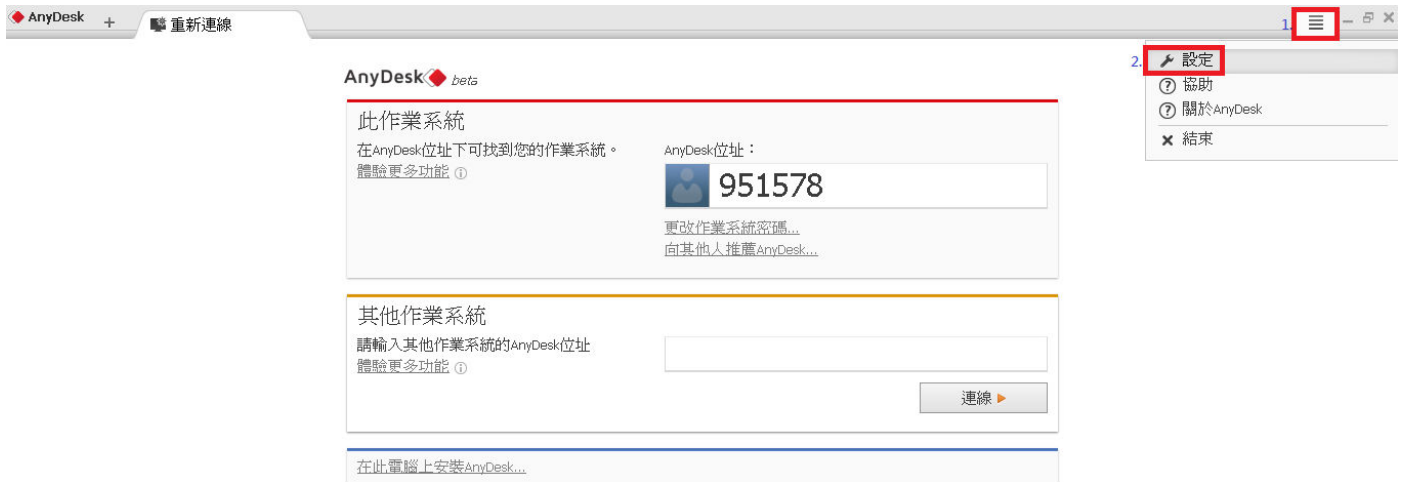 AnyDesk + 重新連線
1.
2. 設定
協助
關於AnyDesk
結束
AnyDesk beta
此作業系統
在AnyDesk位址下可找到您的作業系統。
體驗更多功能
AnyDesk位址：
951578
更改作業系統密碼...
向其他人推薦AnyDesk...
其他作業系統
請輸入其他作業系統的AnyDesk位址
體驗更多功能
連線
在此電腦上安裝AnyDesk...